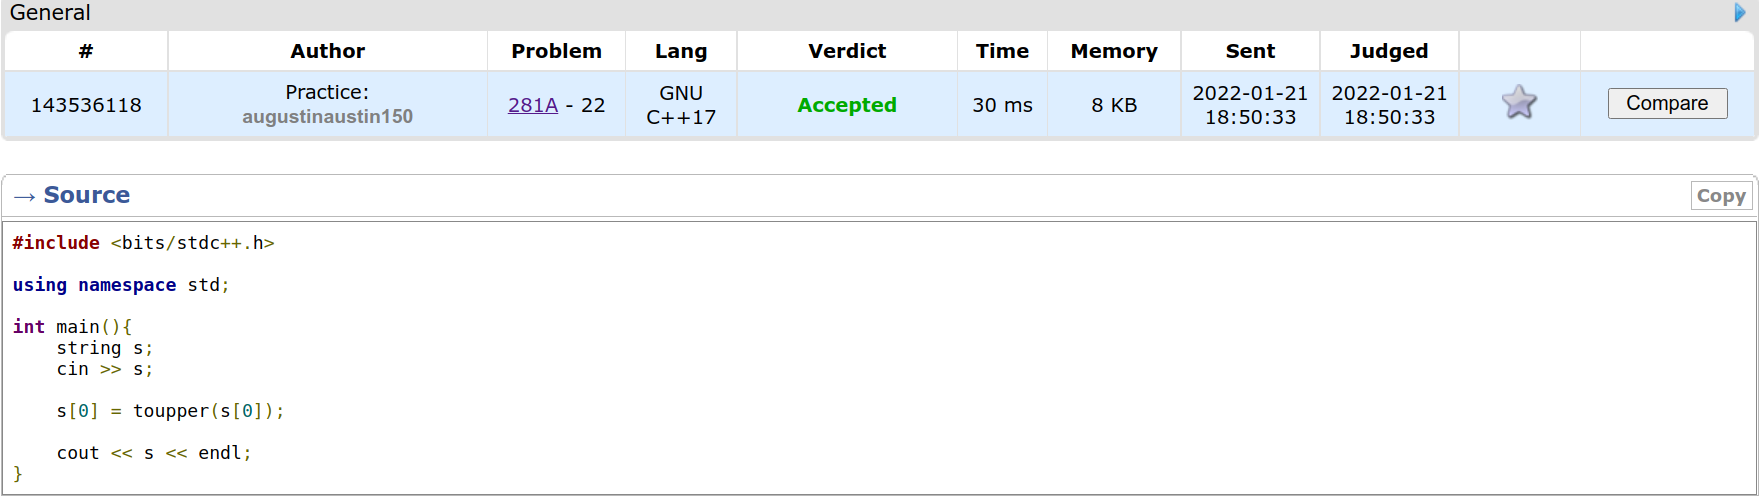 General
# Author Problem Lang Verdict Time Memory Sent Judged
143536118 Practice: augustinaustin150 281A - 22 GNU C++17 Accepted 30 ms 8 KB 2022-01-21 18:50:33 2022-01-21 18:50:33 Compare
→ Source Copy
#include <bits/stdc++.h>
using namespace std;
int main(){
    string s;
    cin >> s;
    s[0] = toupper(s[0]);
    cout << s << endl;
}